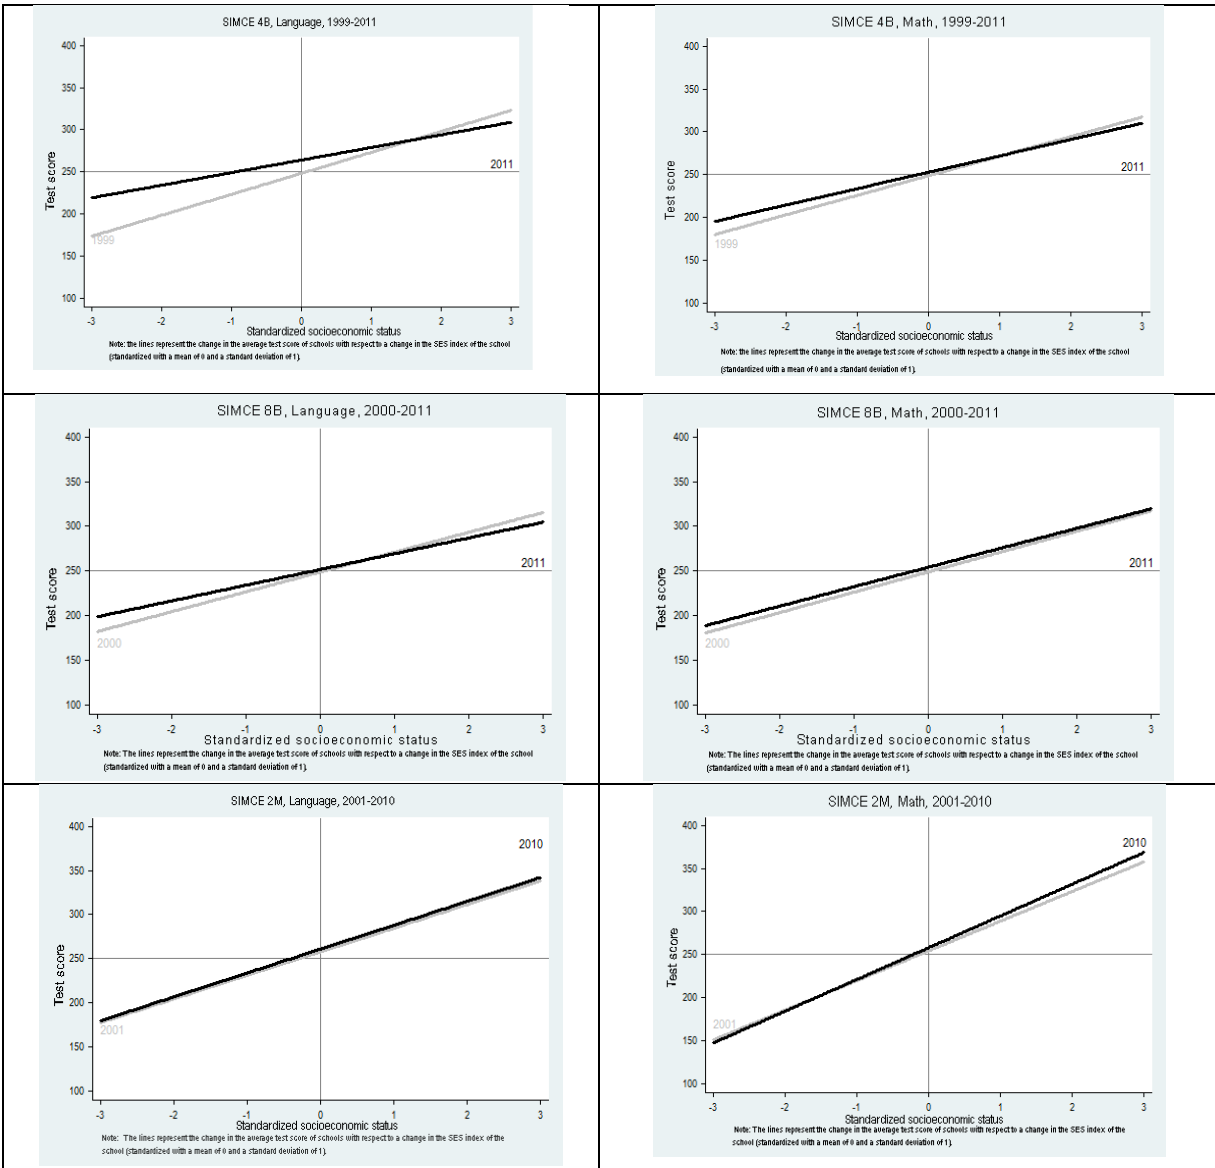 SIMCE 4B, Language, 1999-2011
400
350
300
250
200
150
100
Test score
2011
1999
-3 -2 -1 0 1 2 3
Standardized socioeconomic status
Note: the lines represent the change in the average test score of schools with respect to a change in the SES index of the school
(standardized with a mean of 0 and a standard deviation of 1).
SIMCE 4B, Math, 1999-2011
400
350
300
250
200
150
100
Test score
2011
1999
-3 -2 -1 0 1 2 3
Standardized socioeconomic status
Note: the lines represent the change in the average test score of schools with respect to a change in the SES index of the school
(standardized with a mean of 0 and a standard deviation of 1).
SIMCE 8B, Language, 2000-2011
400
350
300
250
200
150
100
Test score
2011
2000
-3 -2 -1 0 1 2 3
Standardized socioeconomic status
Note: The lines represent the change in the average test score of schools with respect to a change in the SES index of the school
(standardized with a mean of 0 and a standard deviation of 1).
SIMCE 8B, Math, 2000-2011
400
350
300
250
200
150
100
Test score
2011
2000
-3 -2 -1 0 1 2 3
Standardized socioeconomic status
Note: The lines represent the change in the average test score of schools with respect to a change in the SES index of the school
(standardized with a mean of 0 and a standard deviation of 1).
SIMCE 2M, Language, 2001-2010
400
350
300
250
200
150
100
Test score
2010
2001
-3 -2 -1 0 1 2 3
Standardized socioeconomic status
Note: The lines represent the change in the average test score of schools with respect to a change in the SES index of the
school (standardized with a mean of 0 and a standard deviation of 1).
SIMCE 2M, Math, 2001-2010
400
350
300
250
200
150
100
Test score
2010
2001
-3 -2 -1 0 1 2 3
Standardized socioeconomic status
Note: The lines represent the change in the average test score of schools with respect to a change in the SES index of the
school (standardized with a mean of 0 and a standard deviation of 1).